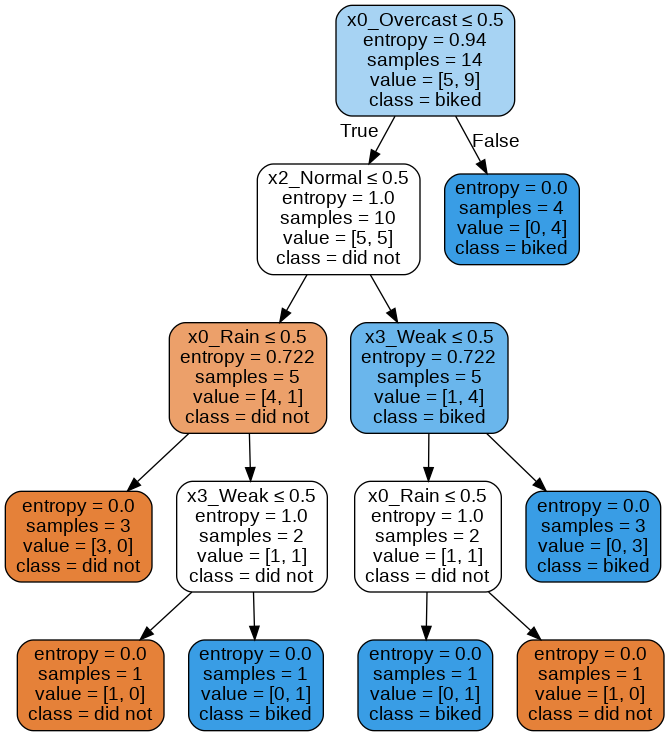 x0_Overcast ≤ 0.5
entropy = 0.94
samples = 14
value = [5, 9]
class = biked
True
False
x2_Normal ≤ 0.5
entropy = 1.0
samples = 10
value = [5, 5]
class = did not
entropy = 0.0
samples = 4
value = [0, 4]
class = biked
x0_Rain ≤ 0.5
entropy = 0.722
samples = 5
value = [4, 1]
class = did not
x3_Weak ≤ 0.5
entropy = 0.722
samples = 5
value = [1, 4]
class = biked
entropy = 0.0
samples = 3
value = [3, 0]
class = did not
x3_Weak ≤ 0.5
entropy = 1.0
samples = 2
value = [1, 1]
class = did not
x0_Rain ≤ 0.5
entropy = 1.0
samples = 2
value = [1, 1]
class = did not
entropy = 0.0
samples = 3
value = [0, 3]
class = biked
entropy = 0.0
samples = 1
value = [1, 0]
class = did not
entropy = 0.0
samples = 1
value = [0, 1]
class = biked
entropy = 0.0
samples = 1
value = [0, 1]
class = biked
entropy = 0.0
samples = 1
value = [1, 0]
class = did not